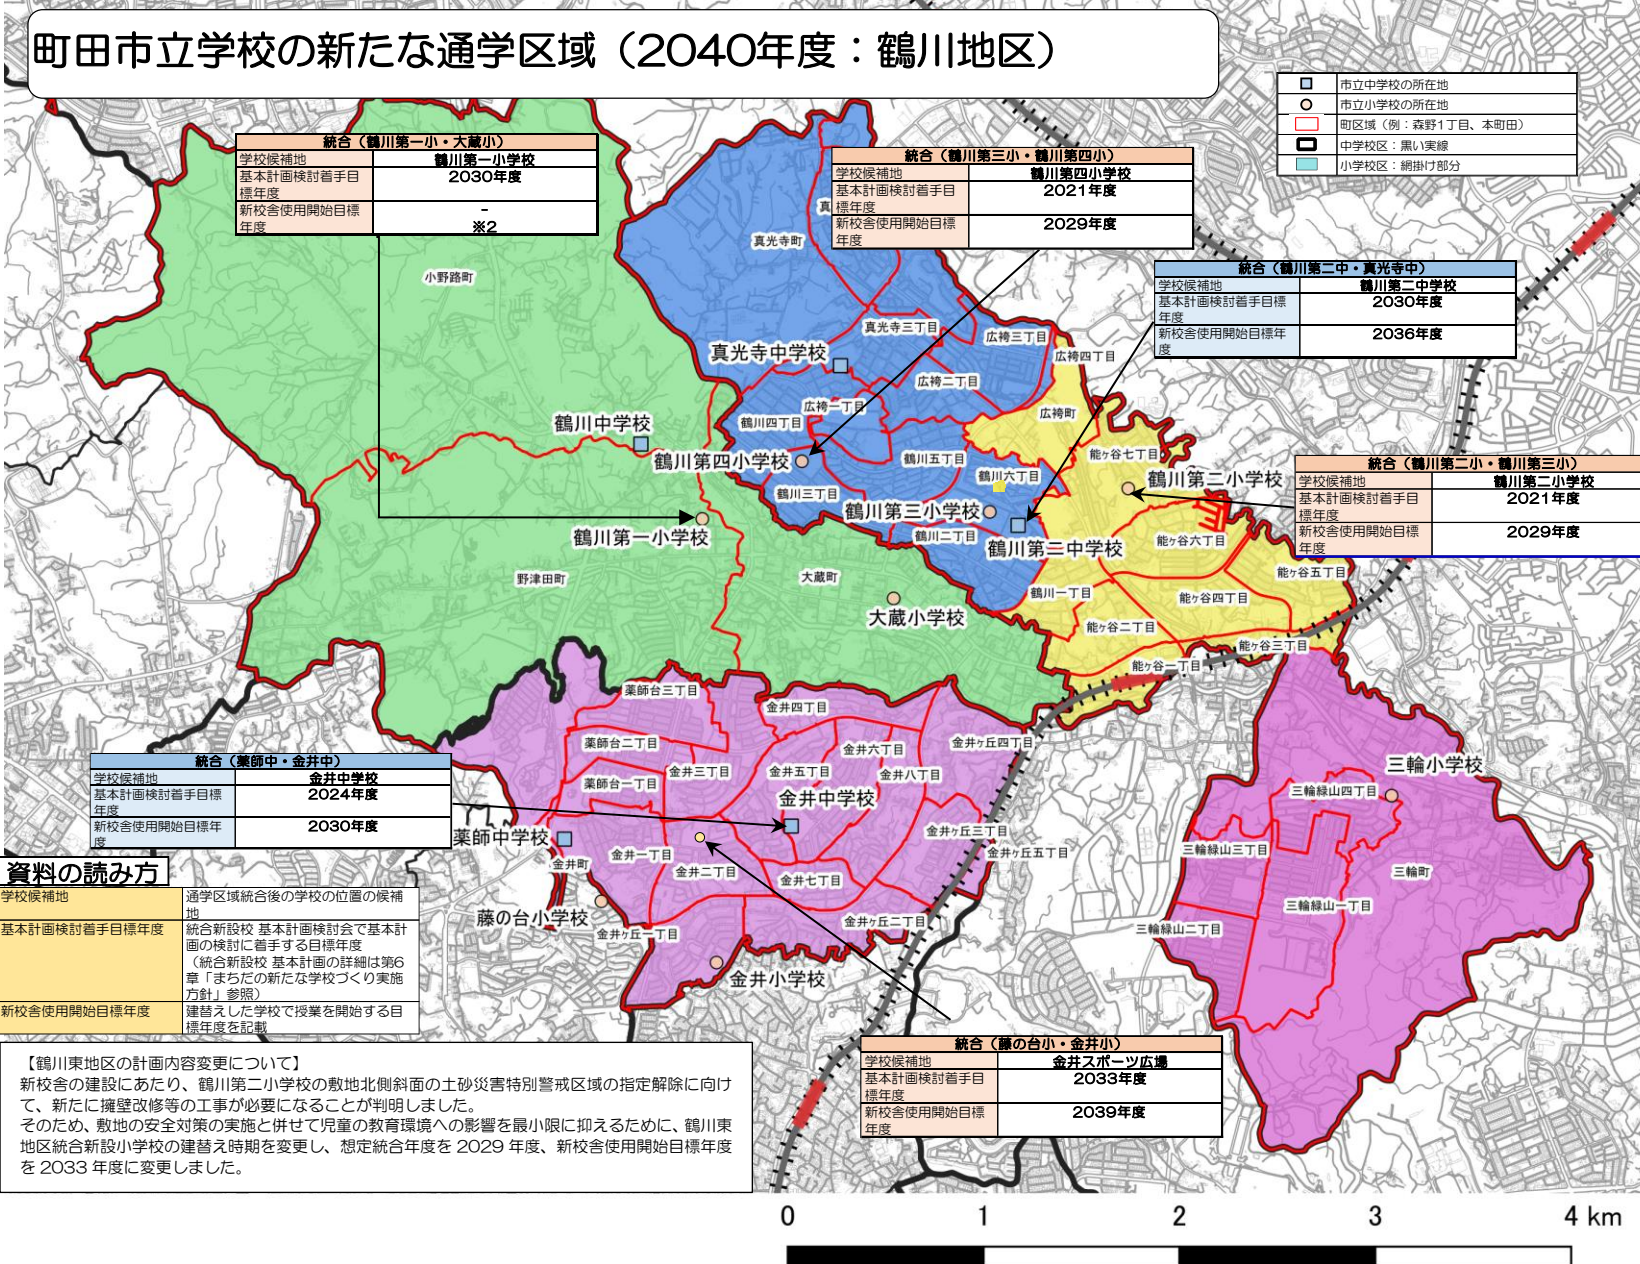 町田市立学校の新たな通学区域（2040年度：鶴川地区）
市立中学校の所在地
市立小学校の所在地
町区域（例：森野1丁目、本町田）
中学校区：黒い実線
小学校区：網掛け部分
統合（鶴川第一小・大蔵小）
学校候補地 鶴川第一小学校
基本計画検討着手目
標年度 2030年度
新校舎使用開始目標
年度 -
※2
統合（鶴川第三小・鶴川第四小）
学校候補地 鶴川第四小学校
基本計画検討着手目
標年度 2021年度
新校舎使用開始目標
年度 2029年度
統合（鶴川第二中・真光寺中）
学校候補地 鶴川第二中学校
基本計画検討着手目標
年度 2030年度
新校舎使用開始目標年
度 2036年度
統合（鶴川第二小・鶴川第三小）
学校候補地 鶴川第二小学校
基本計画検討着手目
標年度 2021年度
新校舎使用開始目標
年度 2029年度
真
真光寺町
小野路町
真光寺三丁目
広袴三丁目
広袴四丁目
真光寺中学校
広袴二丁目
広袴一丁目
広袴町
鶴川四丁目
鶴川中学校
能ヶ谷七丁目
鶴川第四小学校
鶴川五丁目
鶴川六丁目
鶴川第二小学校
鶴川三丁目
鶴川第三小学校
鶴川第一小学校
鶴川二丁目
鶴川第二中学校
能ヶ谷六丁目
野津田町
大蔵町
能ヶ谷五丁目
鶴川一丁目
能ヶ谷四丁目
大蔵小学校
能ヶ谷二丁目
能ヶ谷三丁目
能ヶ谷一丁目
薬師台三丁目
金井四丁目
薬師台二丁目
金井六丁目
金井ヶ丘四丁目
金井三丁目
金井五丁目
金井八丁目
薬師台一丁目
三輪小学校
三輪緑山四丁目
金井中学校
薬師中学校
金井ヶ丘三丁目
金井ヶ丘五丁目
三輪緑山三丁目
金井町
金井一丁目
金井二丁目
金井七丁目
三輪町
藤の台小学校
金井ヶ丘二丁目
三輪緑山一丁目
金井ヶ丘一丁目
三輪緑山二丁目
金井小学校
統合（薬師中・金井中）
学校候補地 金井中学校
基本計画検討着手目標
年度 2024年度
新校舎使用開始目標年
度 2030年度
資料の読み方
学校候補地 通学区域統合後の学校の位置の候補
地
基本計画検討着手目標年度 統合新設校 基本計画検討会で基本計
画の検討に着手する目標年度
（統合新設校 基本計画の詳細は第6
章「まちだの新たな学校づくり実施
方針」参照）
新校舎使用開始目標年度 建替えした学校で授業を開始する目
標年度を記載
統合（藤の台小・金井小）
学校候補地 金井スポーツ広場
基本計画検討着手目
標年度 2033年度
新校舎使用開始目標
年度 2039年度
【鶴川東地区の計画内容変更について】
新校舎の建設にあたり、鶴川第二小学校の敷地北側斜面の土砂災害特別警戒区域の指定解除に向け
て、新たに擁壁改修等の工事が必要になることが判明しました。
そのため、敷地の安全対策の実施と併せて児童の教育環境への影響を最小限に抑えるために、鶴川東
地区統合新設小学校の建替え時期を変更し、想定統合年度を 2029 年度、新校舎使用開始目標年度
を 2033 年度に変更しました。
0 1 2 3 4 km